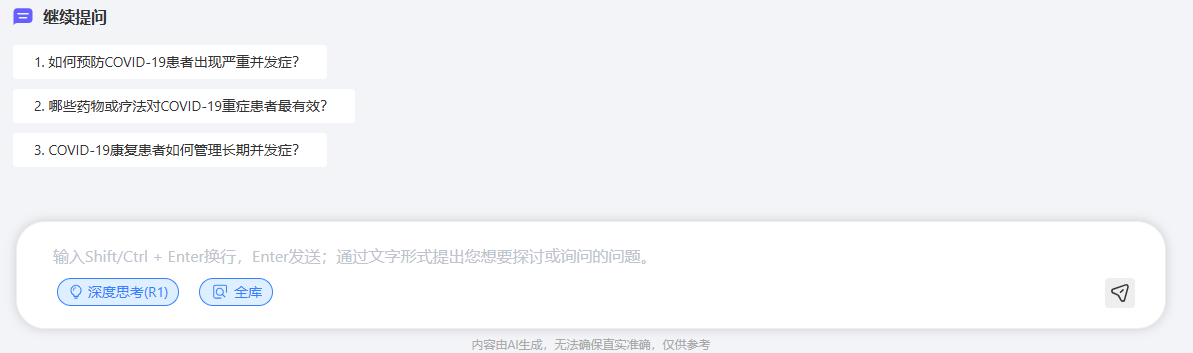 继续提问
1. 如何预防COVID-19患者出现严重并发症?
2. 哪些药物或疗法对COVID-19重症患者最有效?
3. COVID-19康复患者如何管理长期并发症?
输入Shift/Ctrl + Enter换行，Enter发送；通过文字形式提出您想要探讨或询问的问题。
深度思考(R1) 全库
内容由AI生成，无法确保真实准确，仅供参考